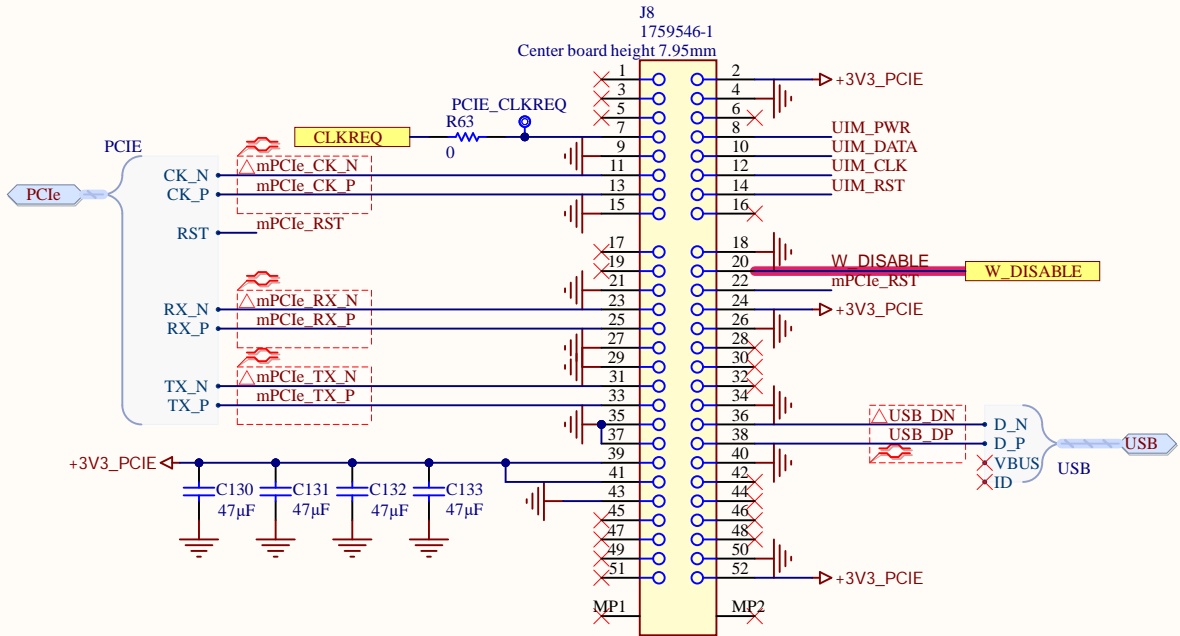 J8
1759546-1
Center board height 7.95mm
1 2 +3V3_PCIE
3 4
PCIE_CLKREQ 5 6
CLKREQ R63 0 7 8 UIM_PWR
PCIE 9 10 UIM_DATA
CK_N mPCIe_CK_N 11 12 UIM_CLK
PCIe CK_P mPCIe_CK_P 13 14 UIM_RST
15 16
RST mPCIe_RST
17 18
19 20 W_DISABLE W_DISABLE
21 22 mPCIe_RST
RX_N mPCIe_RX_N 23 24 +3V3_PCIE
RX_P mPCIe_RX_P 25 26
27 28
29 30
TX_N mPCIe_TX_N 31 32
TX_P mPCIe_TX_P 33 34
35 36 USB_DN D_N
37 38 USB_DP D_P USB
+3V3_PCIE 39 40 VBUS USB
C130 C131 C132 C133 41 42 ID
47µF 47µF 47µF 47µF 43 44
45 46
47 48
49 50
51 52 +3V3_PCIE
MP1 MP2